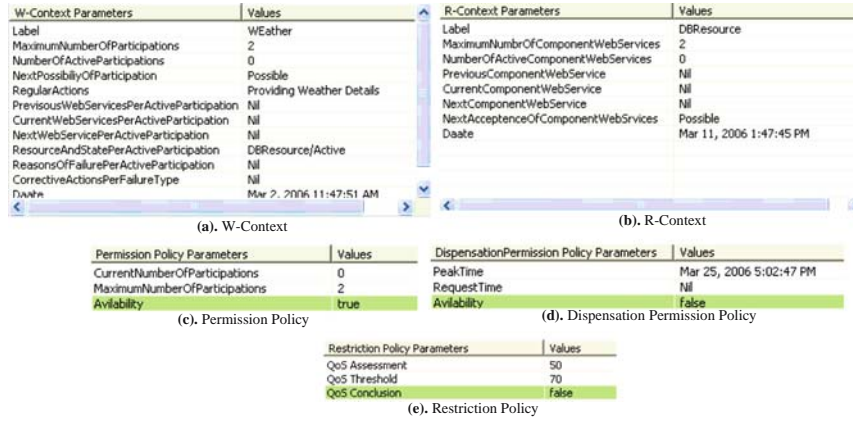 W-Context Parameters Values
Label WEather
MaximumNumberOfParticipations 2
NumberOfActiveParticipations 0
NextPossibiliyOfParticipation Possible
RegularActions Providing Weather Details
PrevisousWebServicesPerActiveParticipation Nil
CurrentWebServicesPerActiveParticipation Nil
NextWebServicePerActiveParticipation Nil
ResourceAndStatePerActiveParticipation DBResource/Active
ReasonsOfFailurePerActiveParticipation Nil
CorrectiveActionsPerFailureType Nil
Daate Mar 2, 2006 11:47:51 AM
(a). W-Context
R-Context Parameters Values
Label DBResource
MaximumNumbrOfComponentWebServices 2
NumberOfActiveComponentWebServices 0
PreviousComponentWebService Nil
CurrentComponentWebService Nil
NextComponentWebService Nil
NextAcceptenceOfComponentWebSrvices Possible
Daate Mar 11, 2006 1:47:45 PM
(b). R-Context
Permission Policy Parameters Values
CurrentNumberOfParticipations 0
MaximumNumberOfParticipations 2
Avilability true
(c). Permission Policy
DispensationPermission Policy Parameters Values
PeakTime Mar 25, 2006 5:02:47 PM
RequestTime Nil
Avilability false
(d). Dispensation Permission Policy
Restriction Policy Parameters Values
QoS Assessment 50
QoS Threshold 70
QoS Conclusion false
(e). Restriction Policy